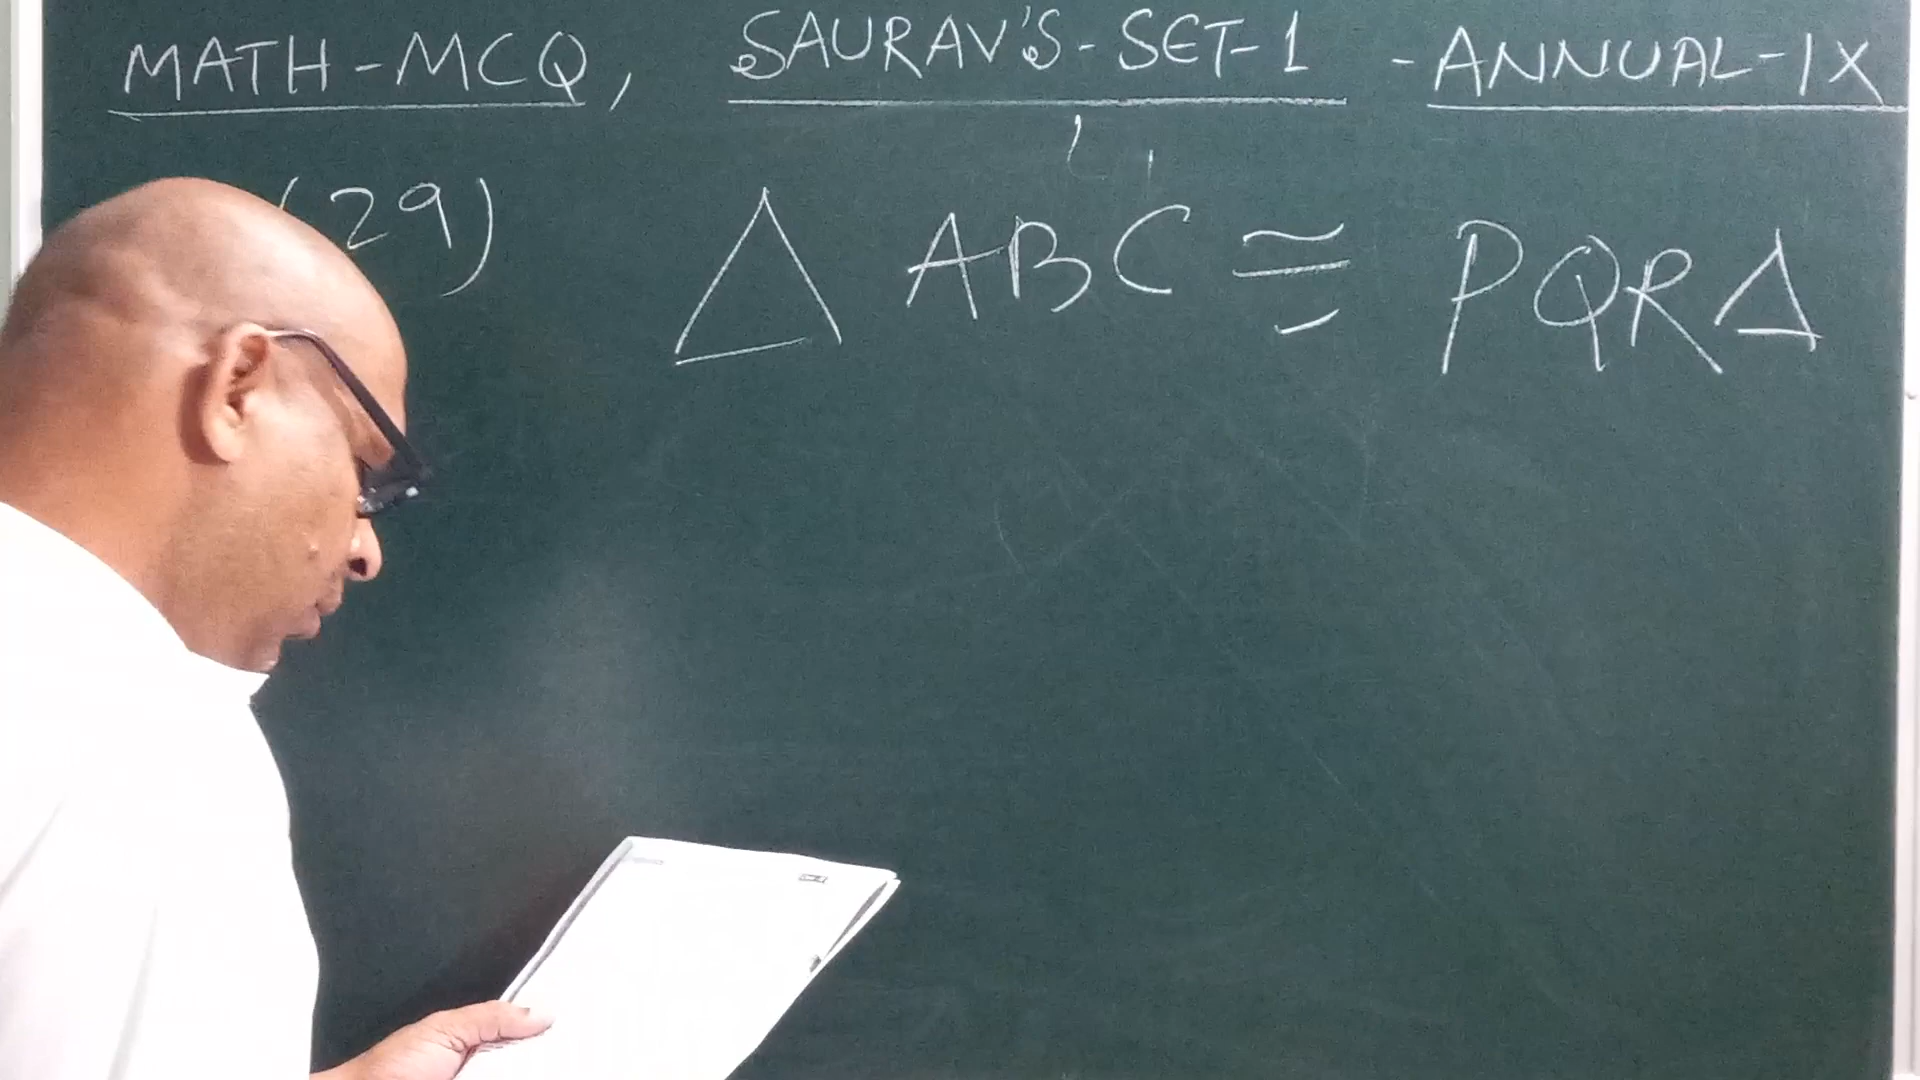 MATH-MCQ, SAURAV'S-SET-1 -ANNUAL-IX
(29) △ ABC ≅ PQR△